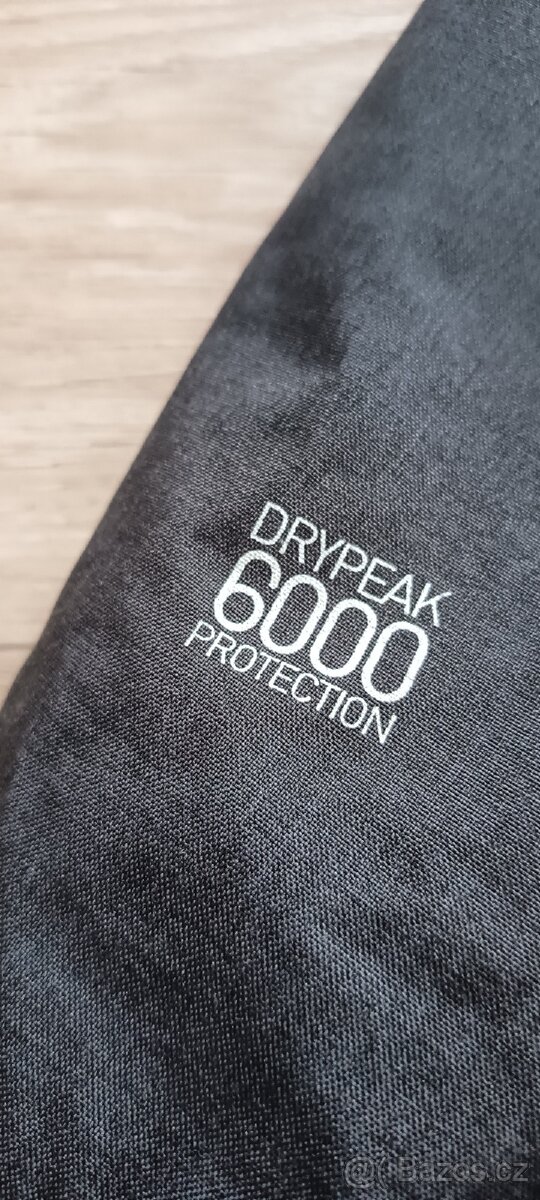 DRYPEAK
6000
PROTECTION
@ Bazos.cz